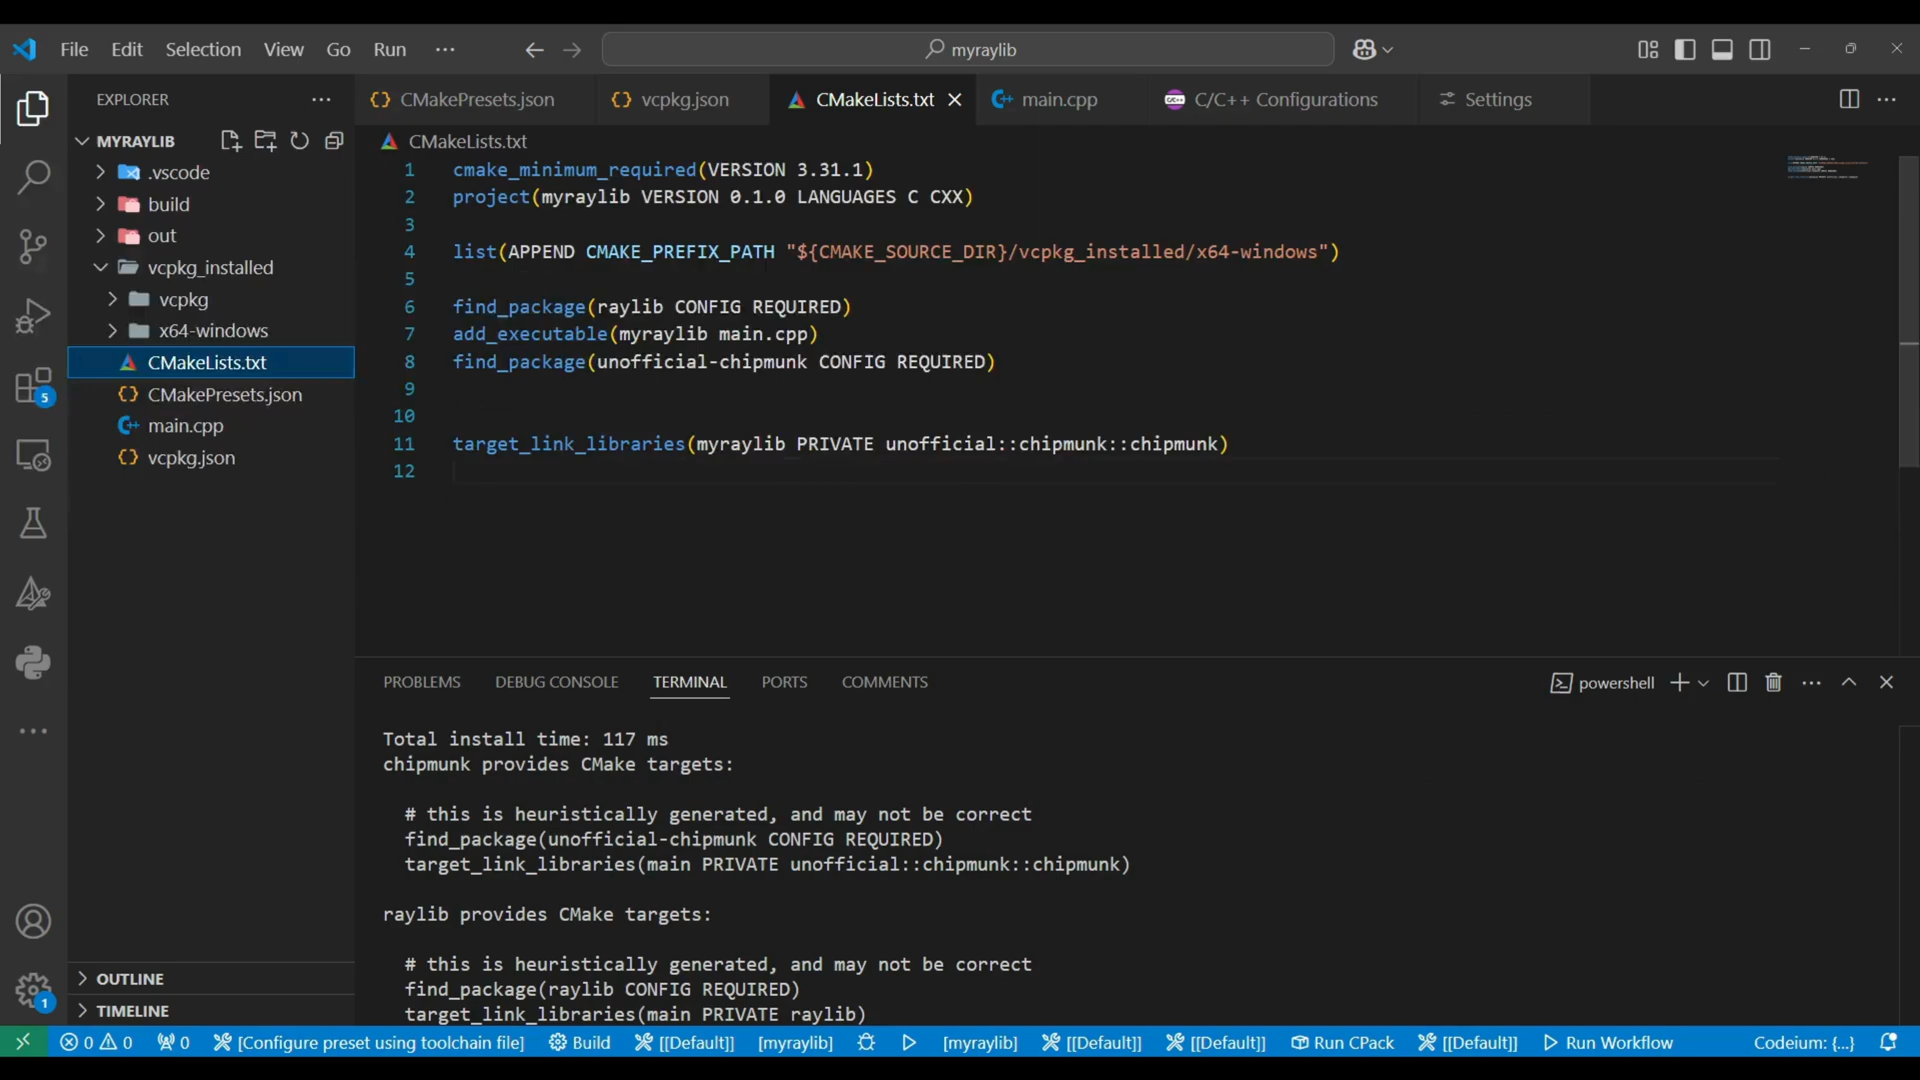 File Edit Selection View Go Run ··· myraylib
EXPLORER ···
MYRAYLIB
.vscode
build
out
vcpkg_installed
vcpkg
x64-windows
CMakeLists.txt
CMakePresets.json
main.cpp
vcpkg.json
OUTLINE
TIMELINE
5
1
CMakePresets.json vcpkg.json CMakeLists.txt main.cpp C/C++ Configurations Settings
CMakeLists.txt
1 cmake_minimum_required(VERSION 3.31.1)
2 project(myraylib VERSION 0.1.0 LANGUAGES C CXX)
3
4 list(APPEND CMAKE_PREFIX_PATH "${CMAKE_SOURCE_DIR}/vcpkg_installed/x64-windows")
5
6 find_package(raylib CONFIG REQUIRED)
7 add_executable(myraylib main.cpp)
8 find_package(unofficial-chipmunk CONFIG REQUIRED)
9
10
11 target_link_libraries(myraylib PRIVATE unofficial::chipmunk::chipmunk)
12
PROBLEMS DEBUG CONSOLE TERMINAL PORTS COMMENTS powershell
Total install time: 117 ms
chipmunk provides CMake targets:
# this is heuristically generated, and may not be correct
find_package(unofficial-chipmunk CONFIG REQUIRED)
target_link_libraries(main PRIVATE unofficial::chipmunk::chipmunk)
raylib provides CMake targets:
# this is heuristically generated, and may not be correct
find_package(raylib CONFIG REQUIRED)
target_link_libraries(main PRIVATE raylib)
0 0 0 [Configure preset using toolchain file] Build [[Default]] [myraylib] [myraylib] [[Default]] [[Default]] Run CPack [[Default]] Run Workflow Codeium: {...}